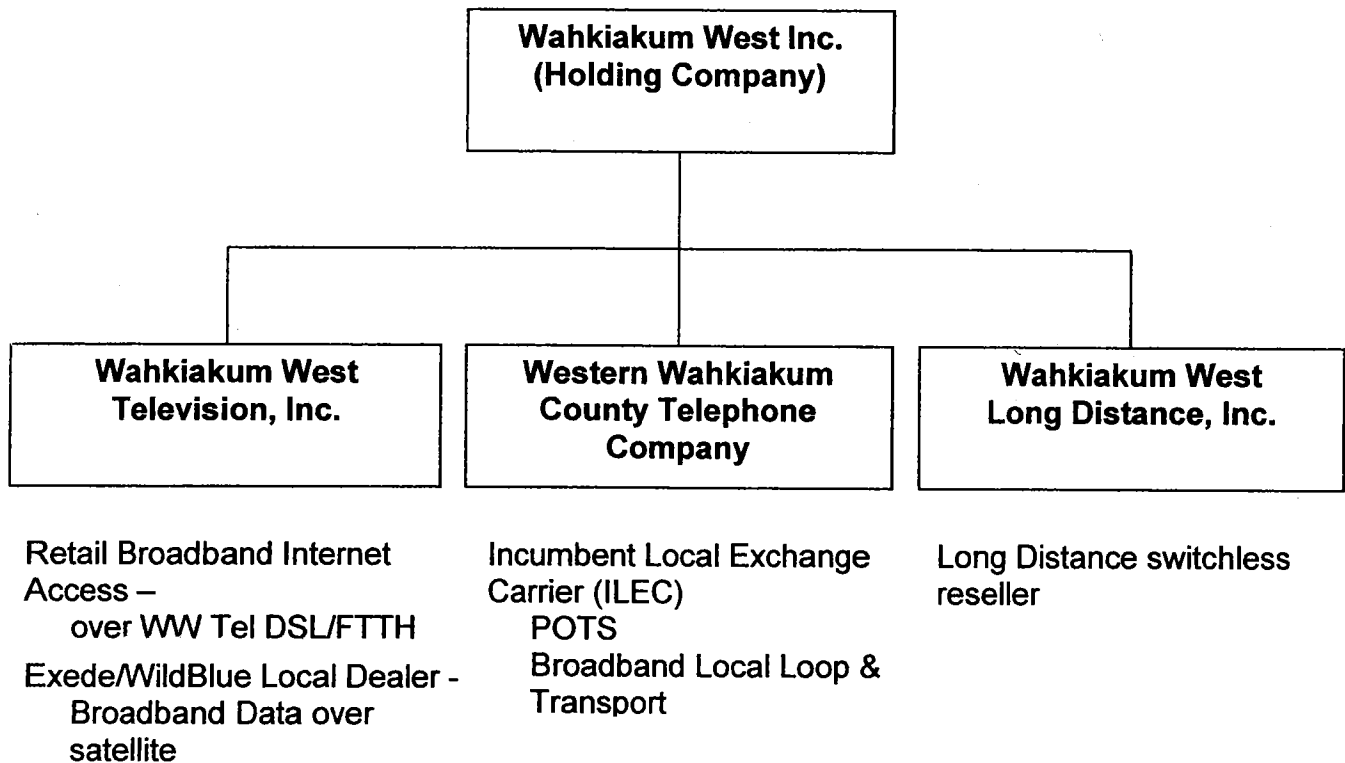 Wahkiakum West Inc.
(Holding Company)
Wahkiakum West
Television, Inc.
Western Wahkiakum
County Telephone
Company
Wahkiakum West
Long Distance, Inc.
Retail Broadband Internet
Access –
over WW Tel DSL/FTTH
Exede/WildBlue Local Dealer -
Broadband Data over
satellite
Incumbent Local Exchange
Carrier (ILEC)
POTS
Broadband Local Loop &
Transport
Long Distance switchless
reseller